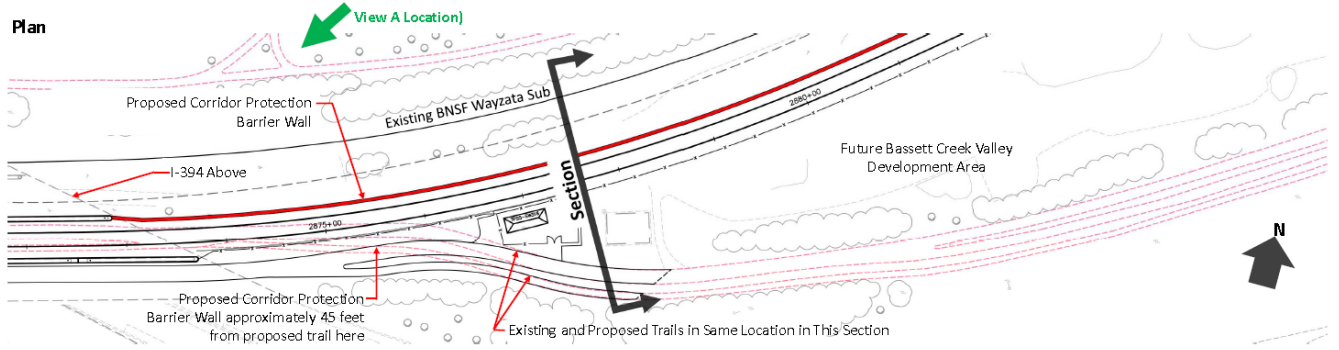 Plan
View A Location)
Proposed Corridor Protection
Barrier Wall
Existing BNSF Wayzata Sub
2880+00
I-394 Above
Section
Future Bassett Creek Valley
Development Area
2875+00
N
Proposed Corridor Protection
Barrier Wall approximately 45 feet
from proposed trail here
Existing and Proposed Trails in Same Location in This Section